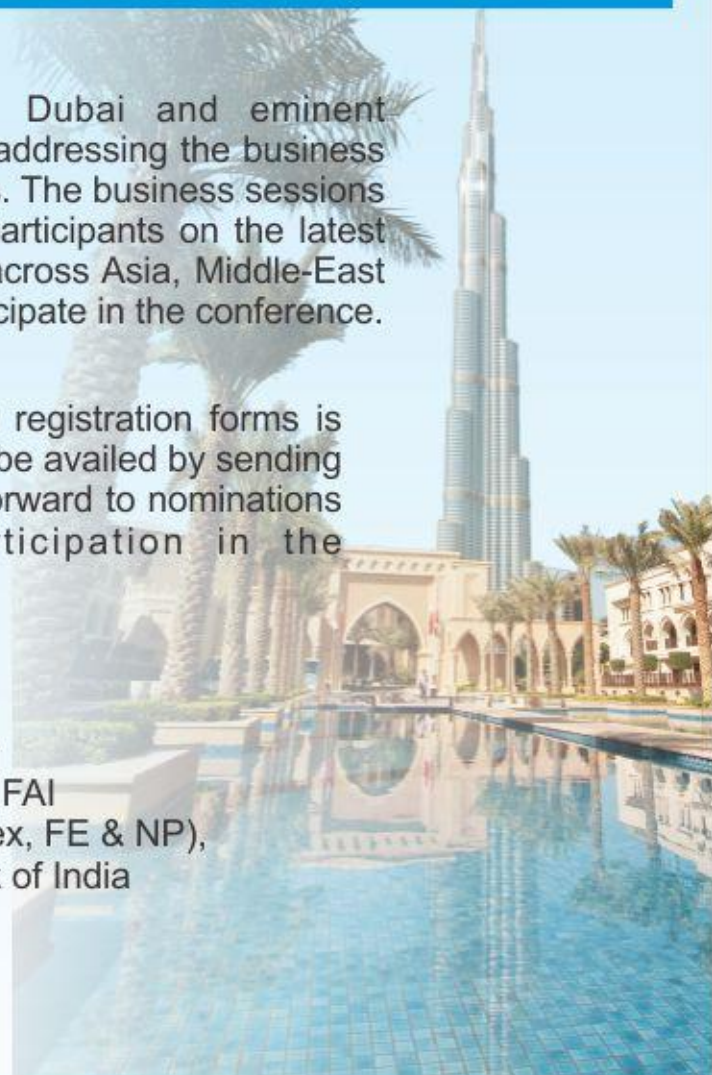 Dubai and eminent
addressing the business
. The business sessions
articipants on the latest
across Asia, Middle-East
cipate in the conference.
registration forms is
be availed by sending
orward to nominations
ticipation in the
FAI
ex, FE & NP),
of India